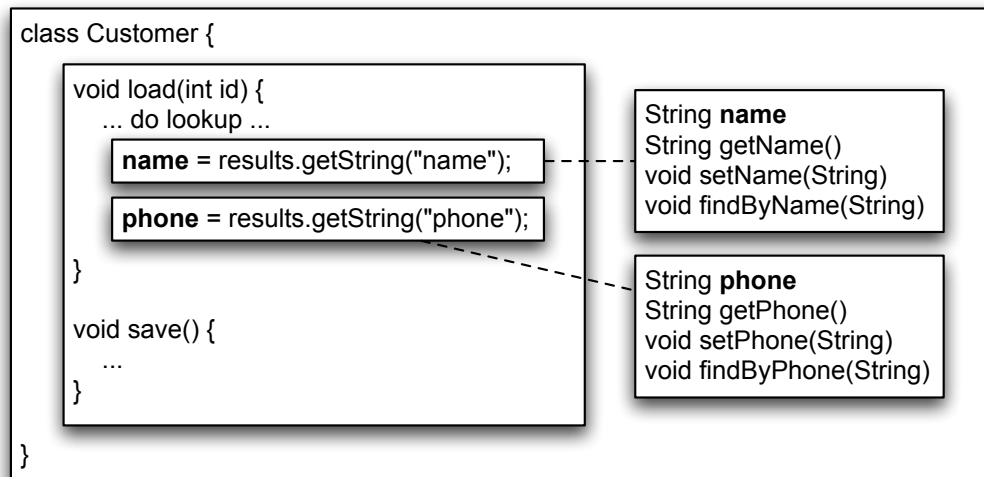 class Customer {
void load(int id) {
... do lookup ...
name = results.getString("name");
phone = results.getString("phone");
}
void save() {
...
}
String name
String getName()
void setName(String)
void findByName(String)
String phone
String getPhone()
void setPhone(String)
void findByPhone(String)
}